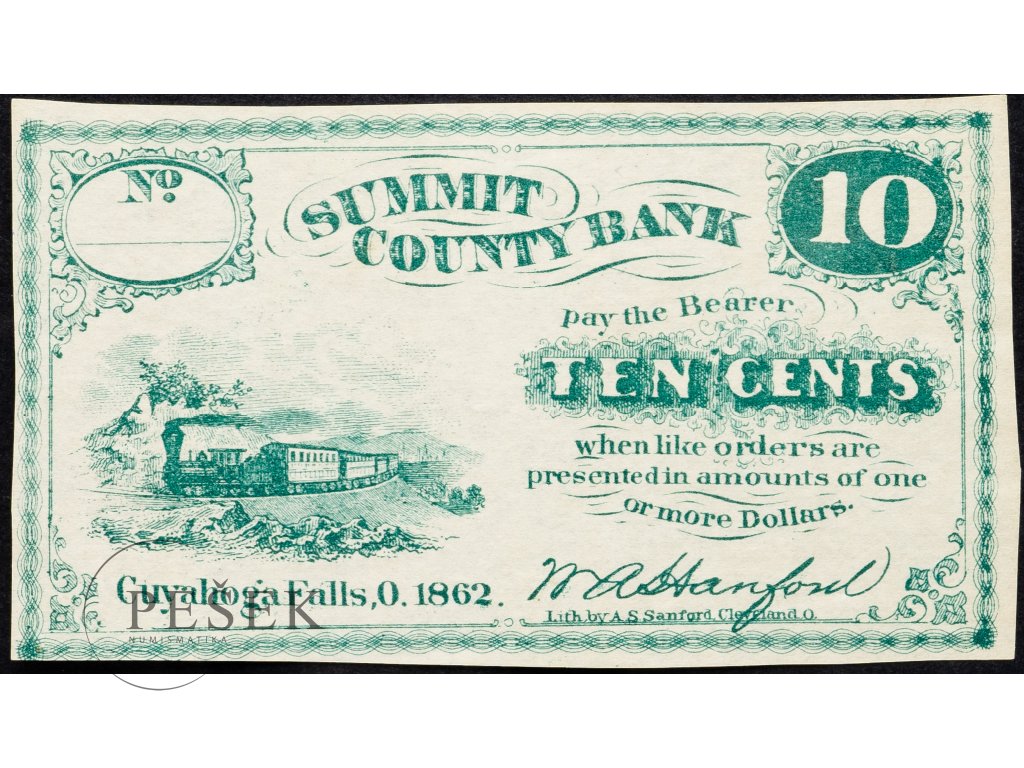 No.
SUMMIT
COUNTY BANK
10
pay the Bearer
TEN CENTS
when like orders are
presented in amounts of one
or more Dollars.
Cuyahoga Falls, O. 1862.
W A Hanford
Lith. by A. S. Sanford, Cleveland. O.
PEŠEK
NUMISMATIKA